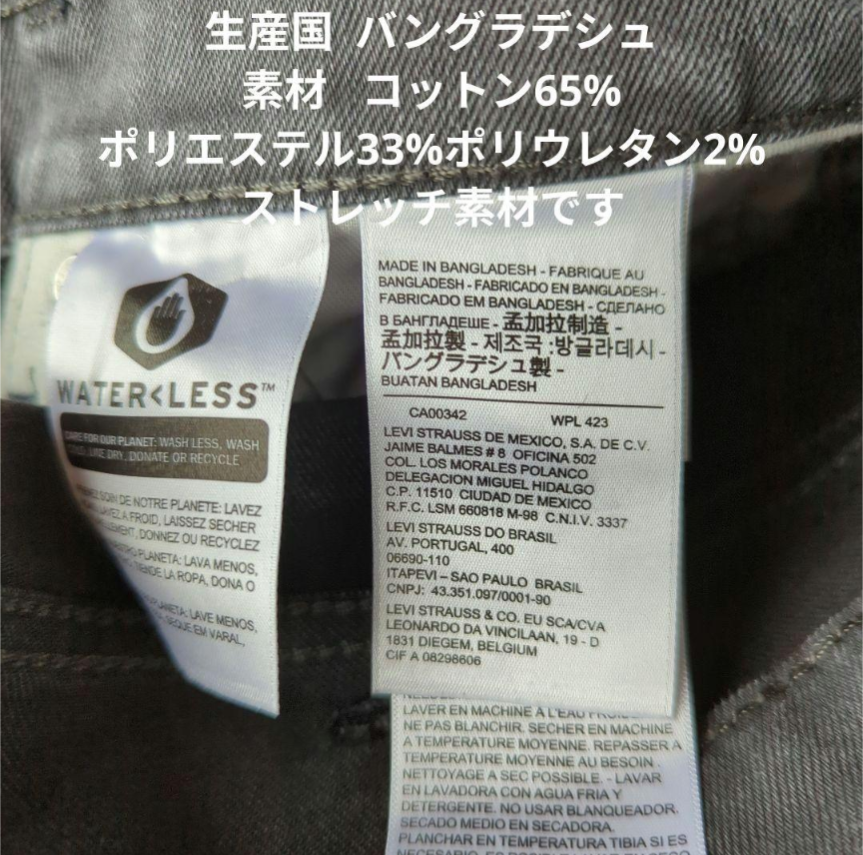 生産国 バングラデシュ
素材 コットン65%
ポリエステル33%ポリウレタン2%
ストレッチ素材です
WATER<LESS™
CARE FOR OUR PLANET: WASH LESS, WASH
COLD, LINE DRY, DONATE OR RECYCLE
SOIN DE NOTRE PLANETE: LAVEZ
LAVEZ A FROID, LAISSEZ SECHER
DONNEZ OU RECYCLEZ
PLANETA: LAVA MENOS,
TIENDE LA ROPA, DONA O
PLANETA: LAVE MENOS,
SEQUE EM VARAL,
MADE IN BANGLADESH - FABRIQUE AU
BANGLADESH - FABRICADO EN BANGLADESH -
FABRICADO EM BANGLADESH - СДЕЛАНО
В БАНГЛАДЕШЕ - 孟加拉制造 -
孟加拉製 - 제조국 :방글라데시 -
バングラデシュ製 -
BUATAN BANGLADESH
CA00342 WPL 423
LEVI STRAUSS DE MEXICO, S.A. DE C.V.
JAIME BALMES # 8 OFICINA 502
COL. LOS MORALES POLANCO
DELEGACION MIGUEL HIDALGO
C.P. 11510 CIUDAD DE MEXICO
R.F.C. LSM 660818 M-98 C.N.I.V. 3337
LEVI STRAUSS DO BRASIL
AV. PORTUGAL, 400
06690-110
ITAPEVI – SAO PAULO BRASIL
CNPJ: 43.351.097/0001-90
LEVI STRAUSS & CO. EU SCA/CVA
LEONARDO DA VINCILAAN, 19 - D
1831 DIEGEM, BELGIUM
CIF A 08298606
LAVER EN MACHINE A L'EAU FROIDE
NE PAS BLANCHIR. SECHER EN MACHINE
A TEMPERATURE MOYENNE. REPASSER A
TEMPERATURE MOYENNE AU BESOIN.
NETTOYAGE A SEC POSSIBLE. - LAVAR
EN LAVADORA CON AGUA FRIA Y
DETERGENTE. NO USAR BLANQUEADOR.
SECADO MEDIO EN SECADORA.
PLANCHAR EN TEMPERATURA TIBIA SI ES